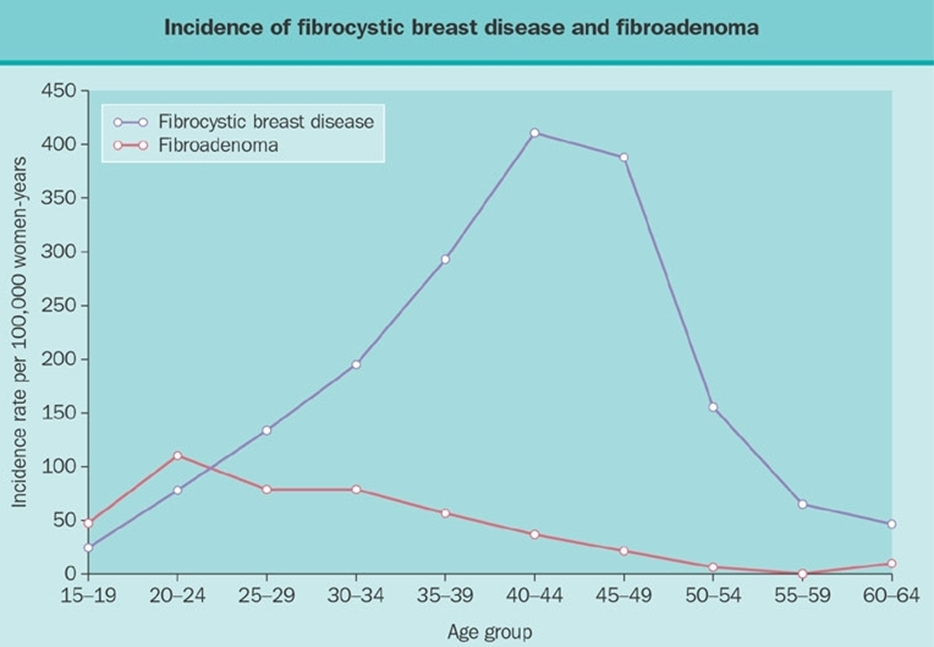 Incidence of fibrocystic breast disease and fibroadenoma
Incidence rate per 100,000 women-years
450
400
350
300
250
200
150
100
50
0
Fibrocystic breast disease
Fibroadenoma
15–19 20–24 25–29 30–34 35–39 40–44 45–49 50–54 55–59 60–64
Age group